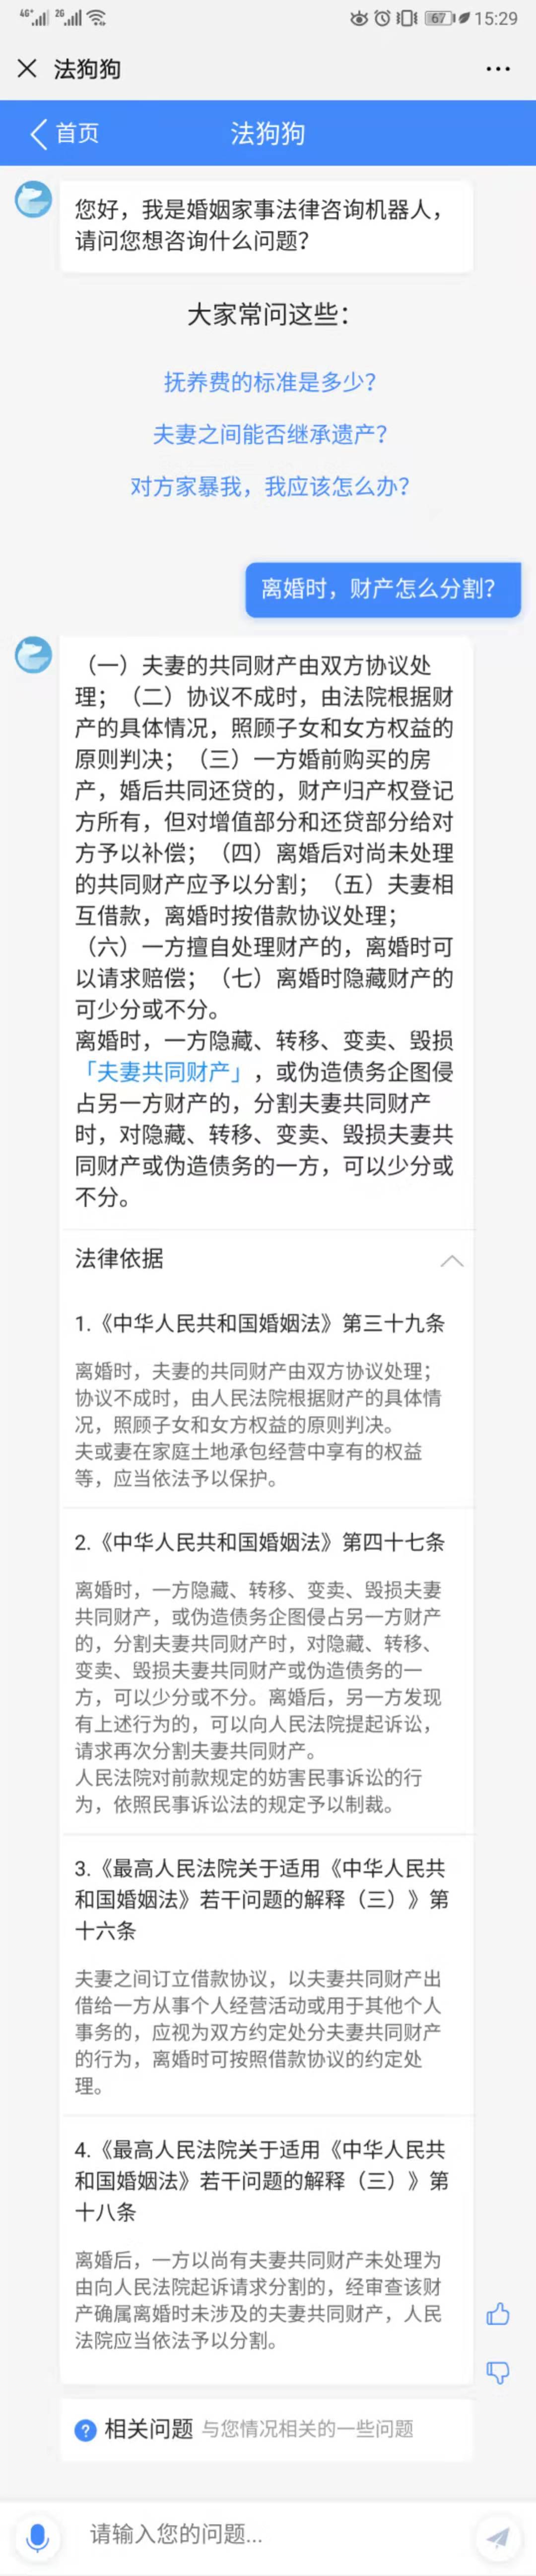 4G+ 2G 67 15:29
法狗狗
首页 法狗狗
您好，我是婚姻家事法律咨询机器人，
请问您想咨询什么问题？
大家常问这些：
抚养费的标准是多少？
夫妻之间能否继承遗产？
对方家暴我，我应该怎么办？
离婚时，财产怎么分割？
（一）夫妻的共同财产由双方协议处
理；（二）协议不成时，由法院根据财
产的具体情况，照顾子女和女方权益的
原则判决；（三）一方婚前购买的房
产，婚后共同还贷的，财产归产权登记
方所有，但对增值部分和还贷部分给对
方予以补偿；（四）离婚后对尚未处理
的共同财产应予以分割；（五）夫妻相
互借款，离婚时按借款协议处理；
（六）一方擅自处理财产的，离婚时可
以请求赔偿；（七）离婚时隐藏财产的
可少分或不分。
离婚时，一方隐藏、转移、变卖、毁损
「夫妻共同财产」，或伪造债务企图侵
占另一方财产的，分割夫妻共同财产
时，对隐藏、转移、变卖、毁损夫妻共
同财产或伪造债务的一方，可以少分或
不分。
法律依据
1.《中华人民共和国婚姻法》第三十九条
离婚时，夫妻的共同财产由双方协议处理；
协议不成时，由人民法院根据财产的具体情
况，照顾子女和女方权益的原则判决。
夫或妻在家庭土地承包经营中享有的权益
等，应当依法予以保护。
2.《中华人民共和国婚姻法》第四十七条
离婚时，一方隐藏、转移、变卖、毁损夫妻
共同财产，或伪造债务企图侵占另一方财产
的，分割夫妻共同财产时，对隐藏、转移、
变卖、毁损夫妻共同财产或伪造债务的一
方，可以少分或不分。离婚后，另一方发现
有上述行为的，可以向人民法院提起诉讼，
请求再次分割夫妻共同财产。
人民法院对前款规定的妨害民事诉讼的行
为，依照民事诉讼法的规定予以制裁。
3.《最高人民法院关于适用《中华人民共
和国婚姻法》若干问题的解释（三）》第
十六条
夫妻之间订立借款协议，以夫妻共同财产出
借给一方从事个人经营活动或用于其他个人
事务的，应视为双方约定处分夫妻共同财产
的行为，离婚时可按照借款协议的约定处
理。
4.《最高人民法院关于适用《中华人民共
和国婚姻法》若干问题的解释（三）》第
十八条
离婚后，一方以尚有夫妻共同财产未处理为
由向人民法院起诉请求分割的，经审查该财
产确属离婚时未涉及的夫妻共同财产，人民
法院应当依法予以分割。
? 相关问题 与您情况相关的一些问题
请输入您的问题...